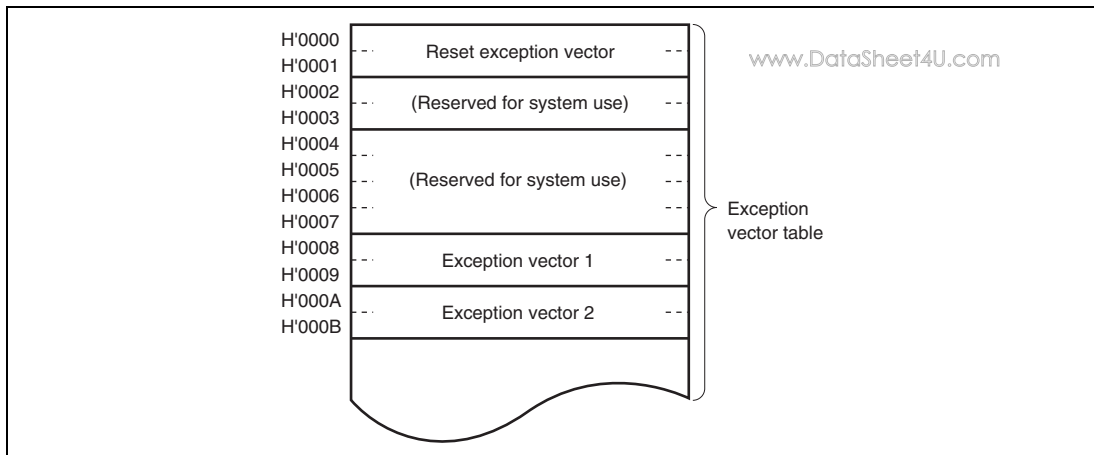 H'0000
Reset exception vector
www.DataSheet4U.com
H'0001
H'0002
(Reserved for system use)
H'0003
H'0004
H'0005
(Reserved for system use)
H'0006
H'0007
Exception
vector table
H'0008
Exception vector 1
H'0009
H'000A
Exception vector 2
H'000B